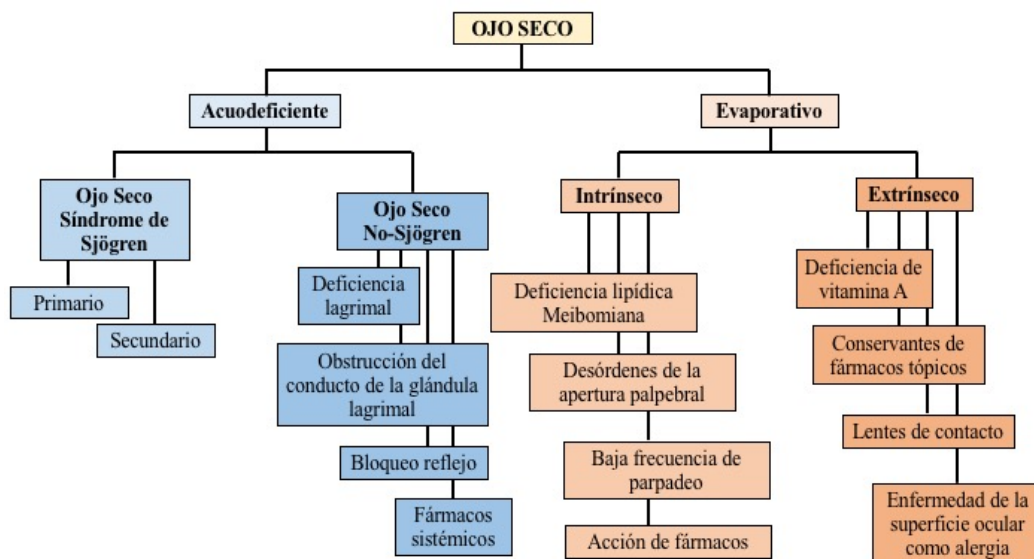 OJO SECO
Acuodeficiente
Evaporativo
Ojo Seco
Síndrome de
Sjögren
Ojo Seco
No-Sjögren
Intrínseco
Extrínseco
Primario
Secundario
Deficiencia
lagrimal
Obstrucción del
conducto de la glándula
lagrimal
Bloqueo reflejo
Fármacos
sistémicos
Deficiencia lipídica
Meibomiana
Desórdenes de la
apertura palpebral
Baja frecuencia de
parpadeo
Acción de fármacos
Deficiencia de
vitamina A
Conservantes de
fármacos tópicos
Lentes de contacto
Enfermedad de la
superficie ocular
como alergia